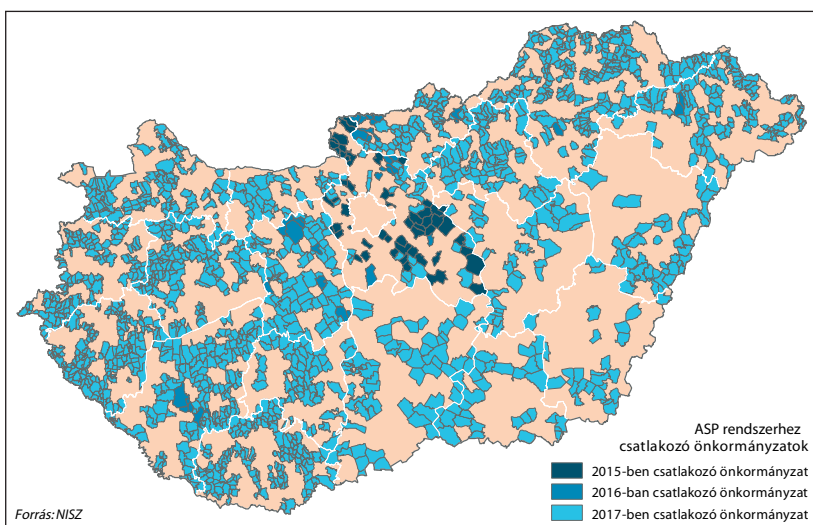 ASP rendszerhez
csatlakozó önkormányzatok
2015-ben csatlakozó önkormányzat
2016-ban csatlakozó önkormányzat
2017-ben csatlakozó önkormányzat
Forrás: NISZ